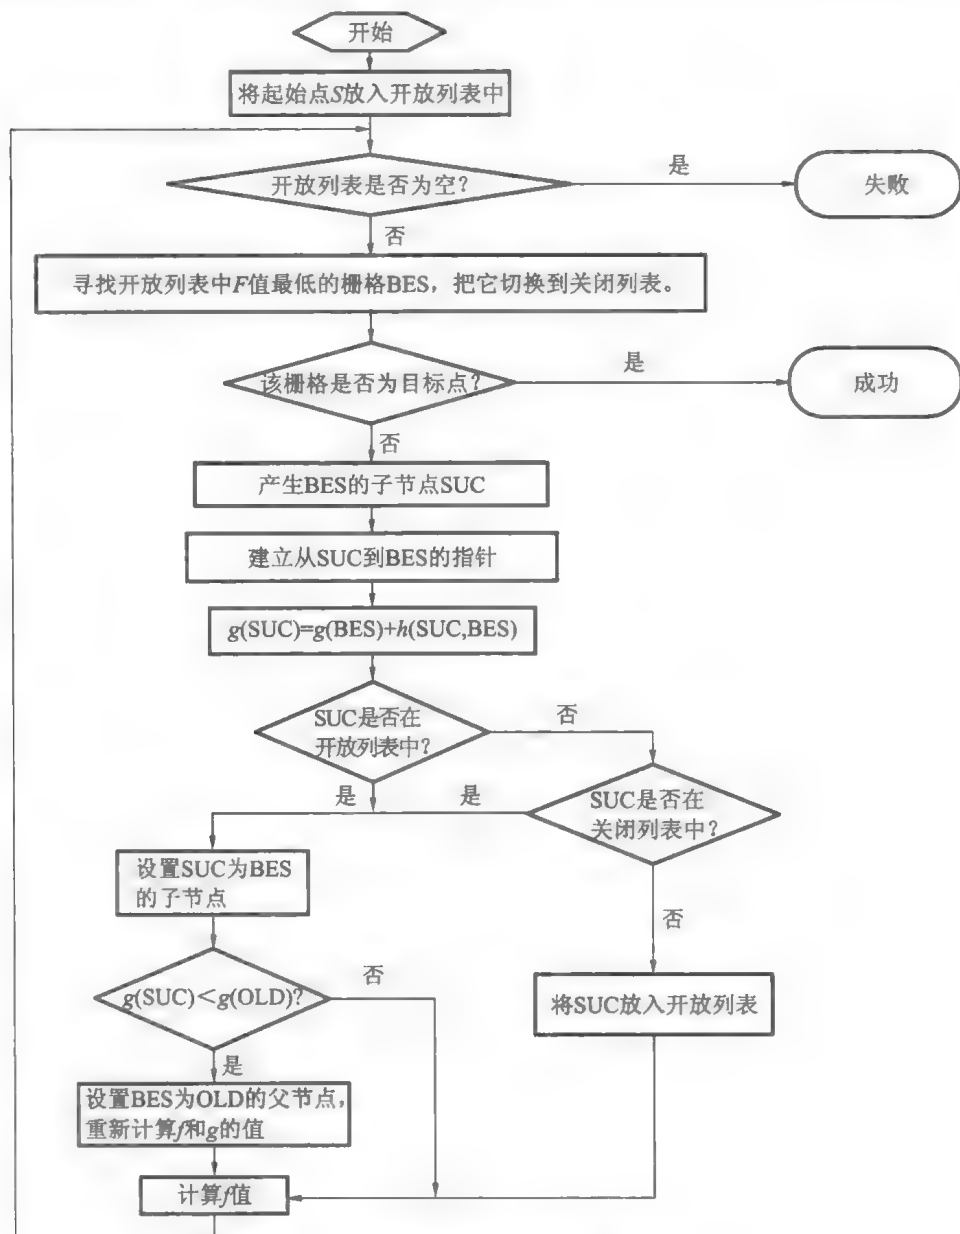 开始
将起始点S放入开放列表中
开放列表是否为空?
是
失败
否
寻找开放列表中F值最低的栅格BES，把它切换到关闭列表。
该栅格是否为目标点?
是
成功
否
产生BES的子节点SUC
建立从SUC到BES的指针
g(SUC)=g(BES)+h(SUC,BES)
SUC是否在
开放列表中?
否
是
是
SUC是否在
关闭列表中?
设置SUC为BES
的子节点
否
g(SUC)＜g(OLD)?
否
将SUC放入开放列表
是
设置BES为OLD的父节点，
重新计算f和g的值
计算f值